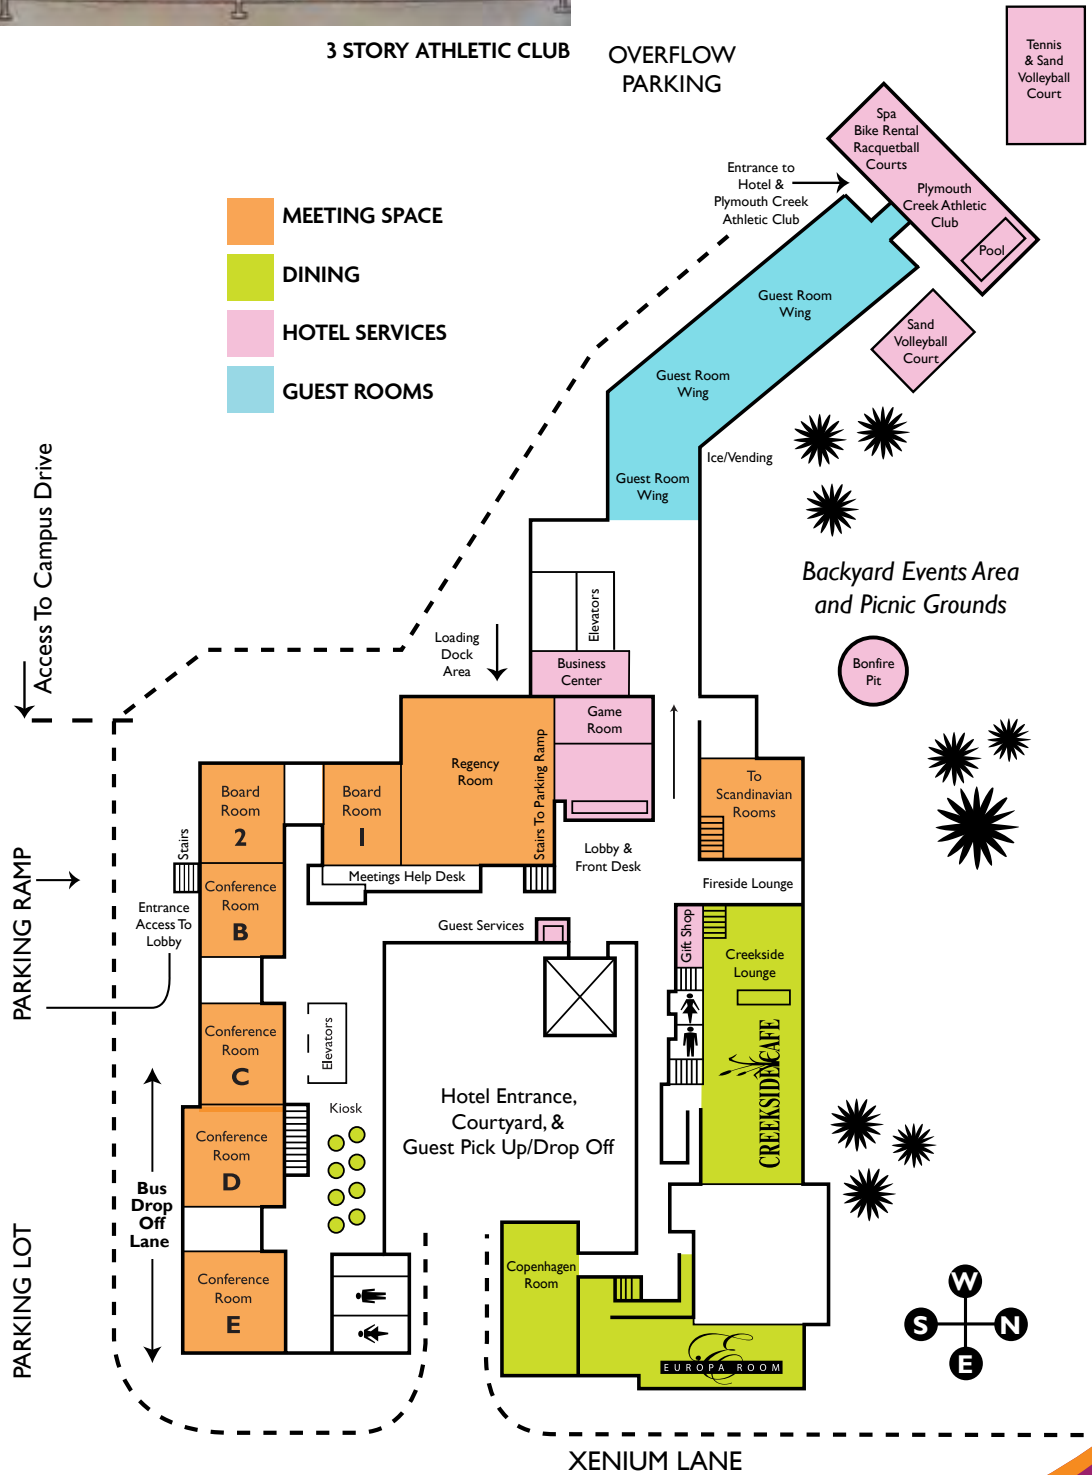 3 STORY ATHLETIC CLUB
OVERFLOW
PARKING
Tennis
& Sand
Volleyball
Court
Spa
Bike Rental
Racquetball
Courts
Plymouth
Creek Athletic
Club
Pool
Entrance to
Hotel &
Plymouth Creek
Athletic Club
MEETING SPACE
DINING
HOTEL SERVICES
GUEST ROOMS
Guest Room
Wing
Sand
Volleyball
Court
Guest Room
Wing
Ice/Vending
Guest Room
Wing
Access To Campus Drive
Backyard Events Area
and Picnic Grounds
Elevators
Loading
Dock
Area
Business
Center
Bonfire
Pit
Game
Room
Regency
Room
Stairs To Parking Ramp
To
Scandinavian
Rooms
Board
Room
2
Board
Room
1
Stairs
Lobby &
Front Desk
Meetings Help Desk
Fireside Lounge
PARKING RAMP
Conference
Room
B
Entrance
Access To
Lobby
Guest Services
Gift Shop
Creekside
Lounge
Conference
Room
C
Elevators
CREEKSIDE CAFE
Kiosk
Hotel Entrance,
Courtyard, &
Guest Pick Up/Drop Off
Conference
Room
D
Bus
Drop
Off
Lane
PARKING LOT
Conference
Room
E
Copenhagen
Room
E
EUROPA ROOM
W
S
N
E
XENIUM LANE